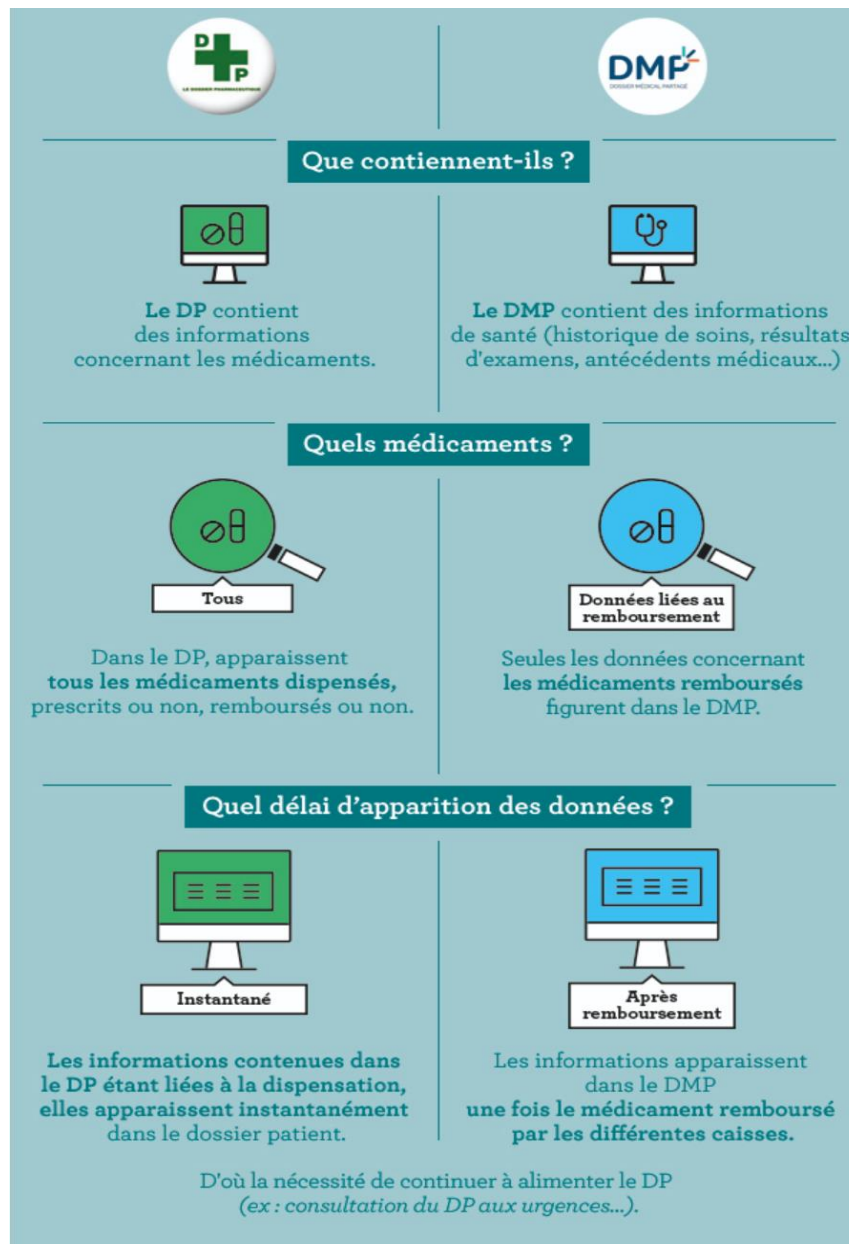 D
P
LE DOSSIER PHARMACEUTIQUE
DMP
DOSSIER MÉDICAL PARTAGÉ
Que contiennent-ils ?
Le DP contient
des informations
concernant les médicaments.
Le DMP contient des informations
de santé (historique de soins, résultats
d'examens, antécédents médicaux...)
Quels médicaments ?
Tous
Dans le DP, apparaissent
tous les médicaments dispensés,
prescrits ou non, remboursés ou non.
Données liées au
remboursement
Seules les données concernant
les médicaments remboursés
figurent dans le DMP.
Quel délai d'apparition des données ?
Instantané
Les informations contenues dans
le DP étant liées à la dispensation,
elles apparaissent instantanément
dans le dossier patient.
Après
remboursement
Les informations apparaissent
dans le DMP
une fois le médicament remboursé
par les différentes caisses.
D'où la nécessité de continuer à alimenter le DP
(ex : consultation du DP aux urgences...).